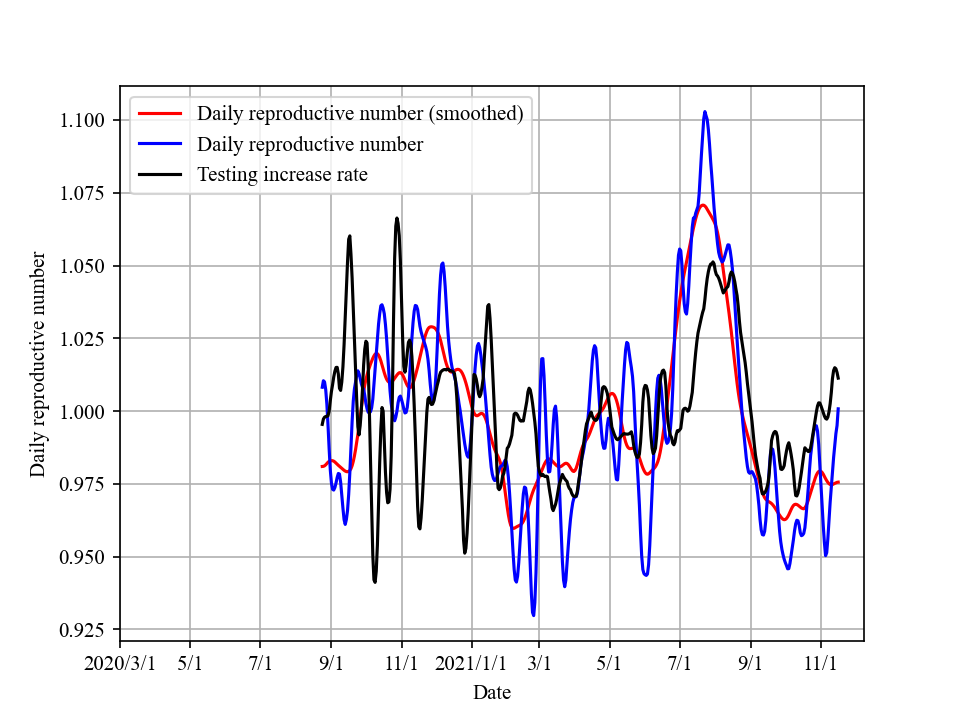 Daily reproductive number (smoothed)
Daily reproductive number
Testing increase rate
Daily reproductive number
1.100
1.075
1.050
1.025
1.000
0.975
0.950
0.925
2020/3/1 5/1 7/1 9/1 11/1 2021/1/1 3/1 5/1 7/1 9/1 11/1
Date